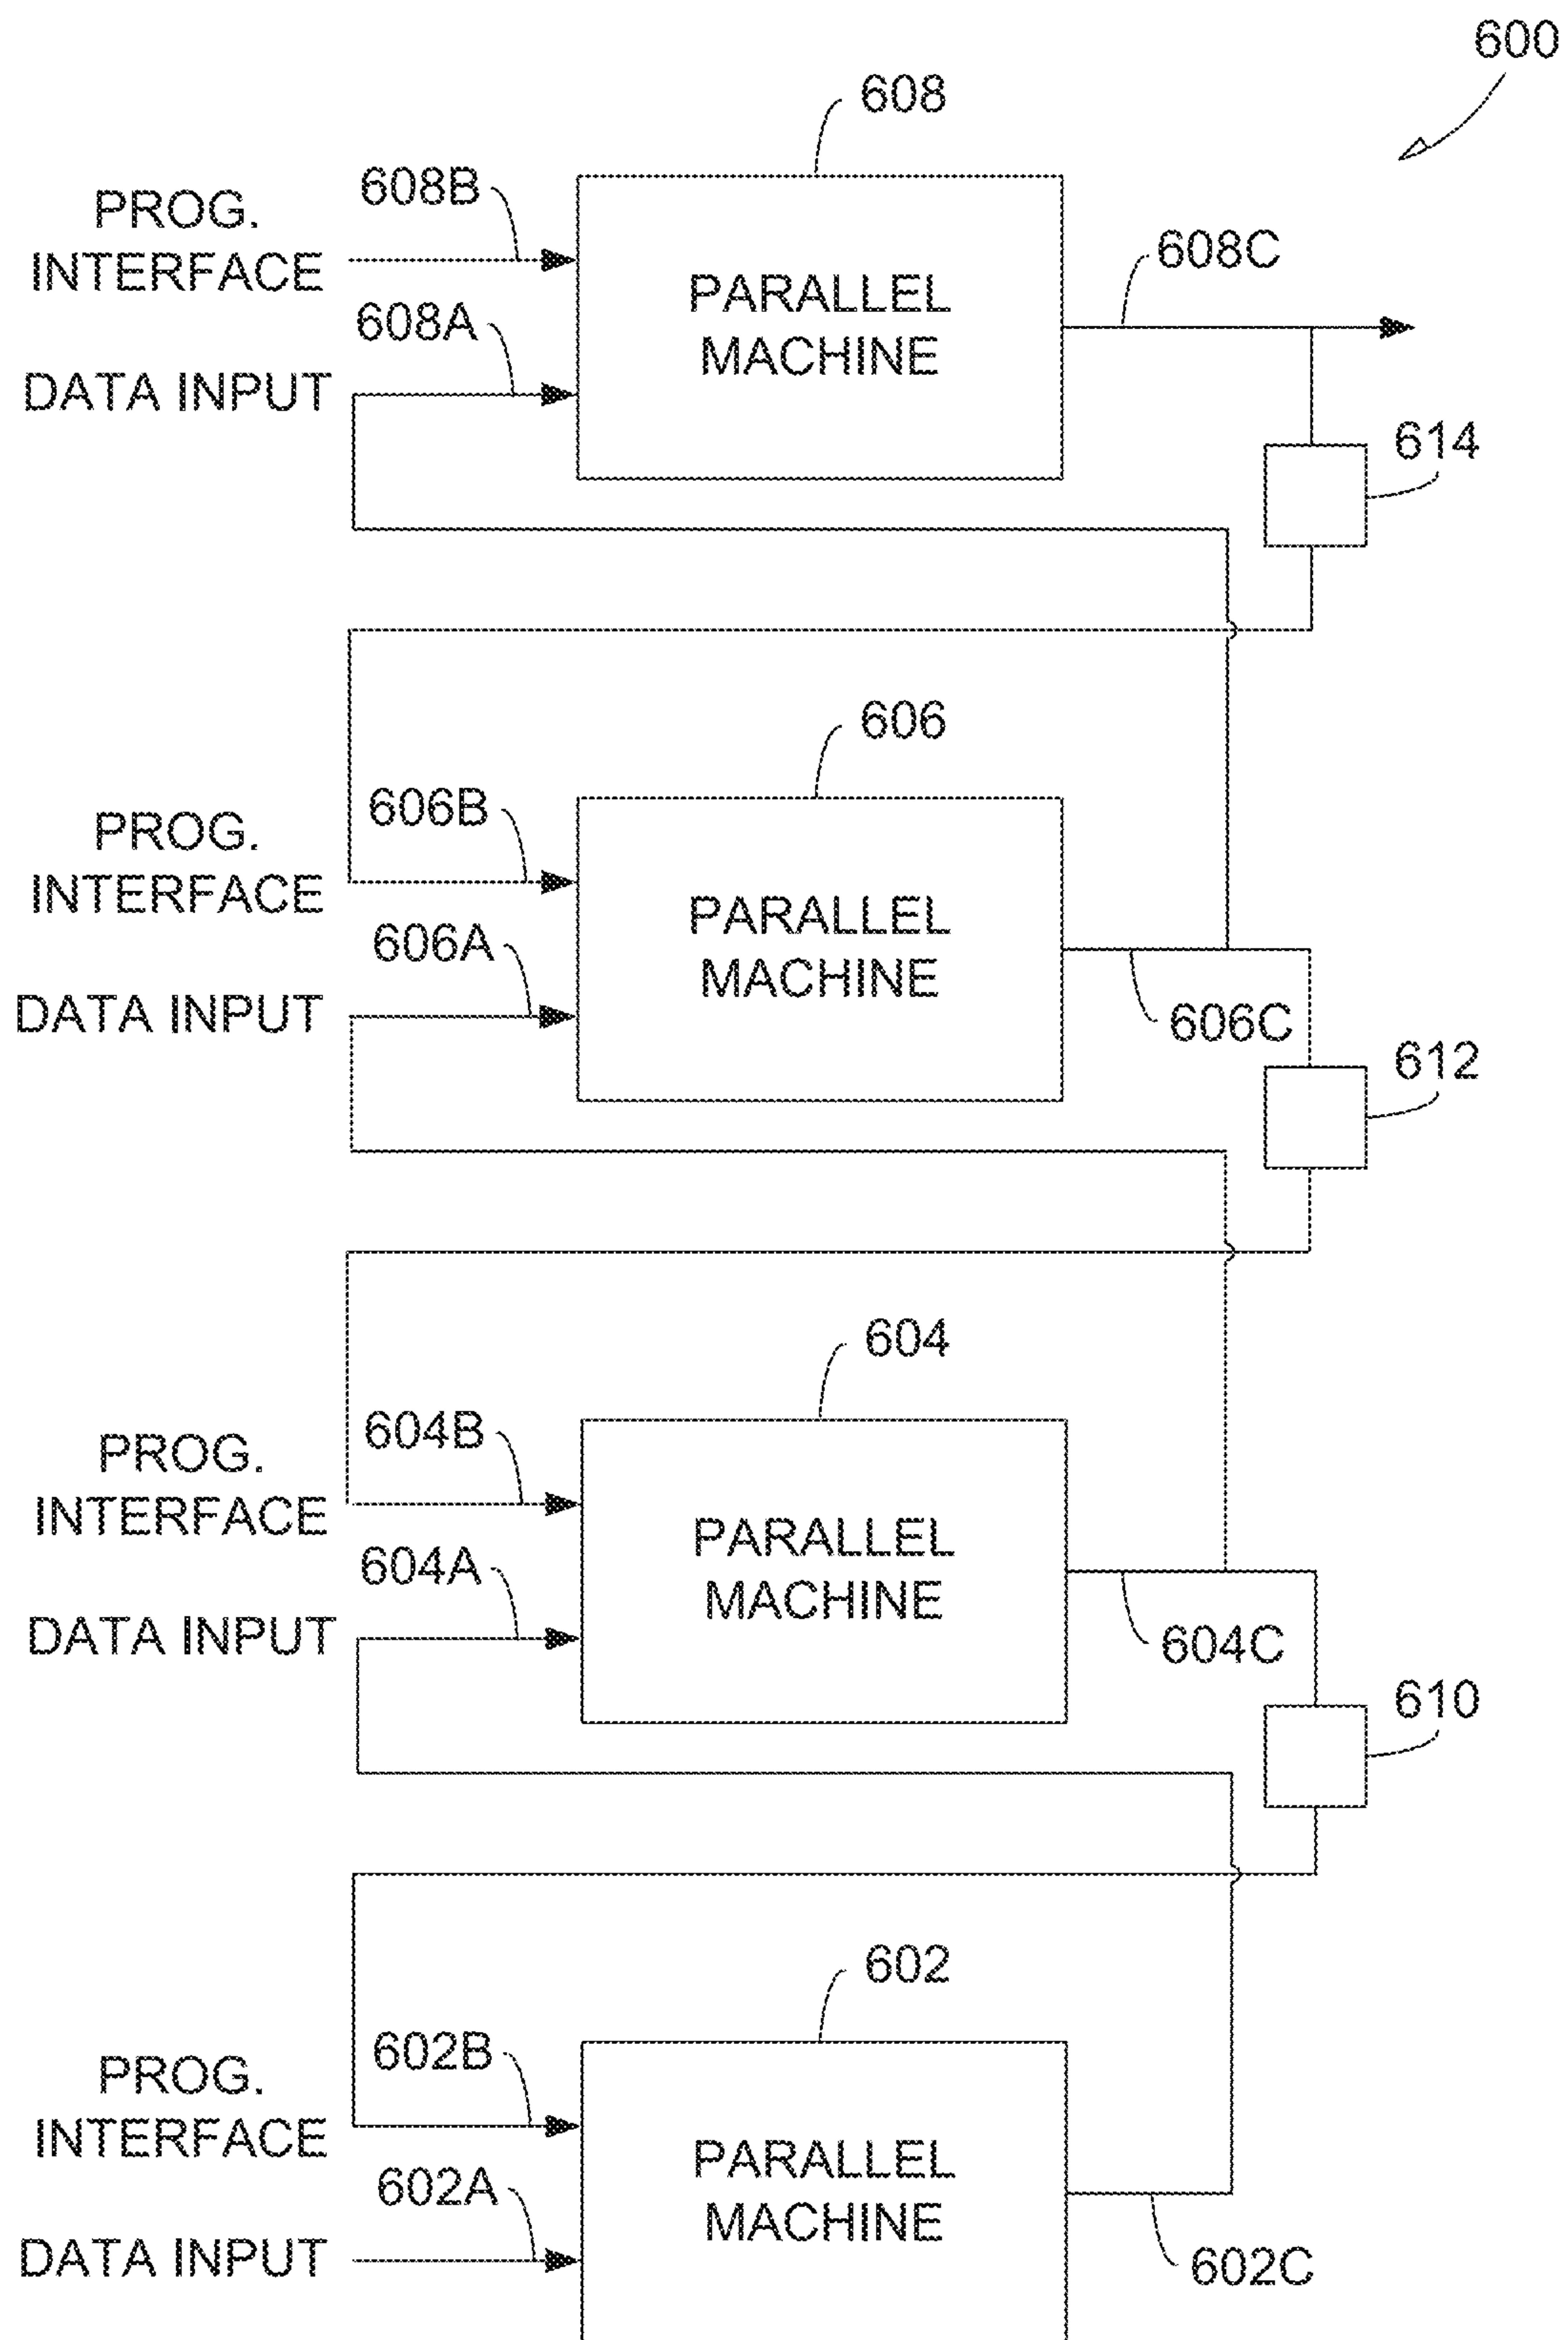 600
608
608B
PROG.
INTERFACE
608C
PARALLEL
MACHINE
608A
DATA INPUT
614
606
606B
PROG.
INTERFACE
PARALLEL
MACHINE
606A
DATA INPUT
606C
612
604
604B
PROG.
INTERFACE
PARALLEL
MACHINE
604A
DATA INPUT
604C
610
602
602B
PROG.
INTERFACE
PARALLEL
MACHINE
602A
DATA INPUT
602C